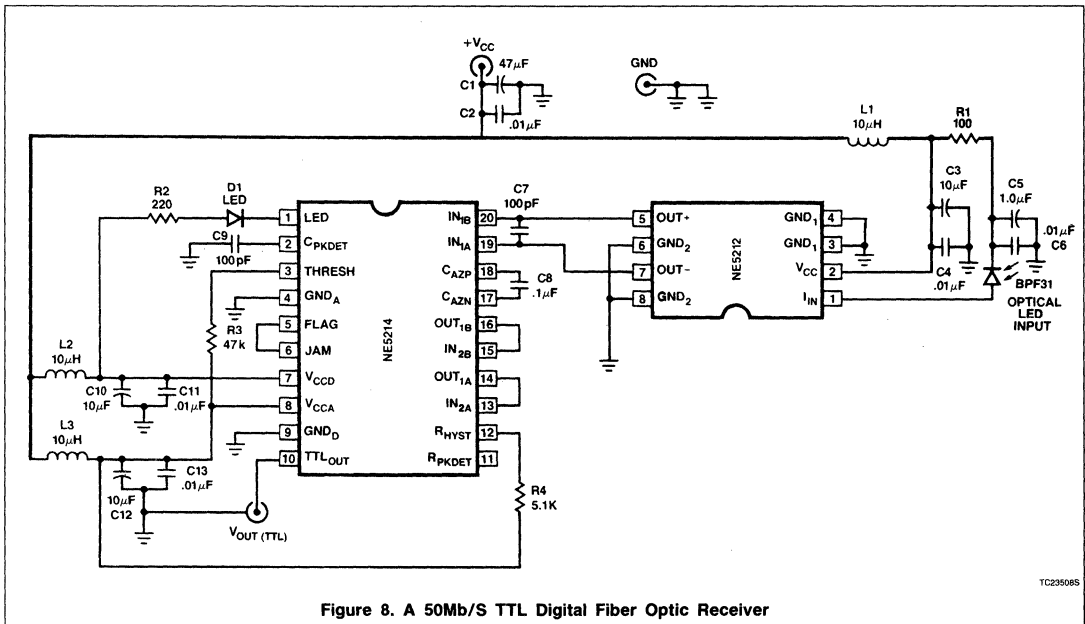 +VCC
47μF
C1
C2
.01μF
GND
L1
10μH
R1
100
C3
10μF
C5
1.0μF
.01μF
C6
C4
.01μF
BPF31
OPTICAL
LED
INPUT
R2
220
D1
LED
C9
100pF
R3
47k
L2
10μH
C10
10μF
C11
.01μF
L3
10μH
C13
.01μF
10μF
C12
VOUT (TTL)
1 LED
2 CPKDET
3 THRESH
4 GNDA
5 FLAG
6 JAM
7 VCCD
8 VCCA
9 GNDD
10 TTLOUT
NE5214
IN1B 20
IN1A 19
CAZP 18
CAZN 17
OUT1B 16
IN2B 15
OUT1A 14
IN2A 13
RHYST 12
RPKDET 11
C7
100pF
C8
.1μF
R4
5.1K
5 OUT+
6 GND2
7 OUT−
8 GND2
NE5212
GND1 4
GND1 3
VCC 2
IIN 1
TC23508S
Figure 8. A 50Mb/S TTL Digital Fiber Optic Receiver